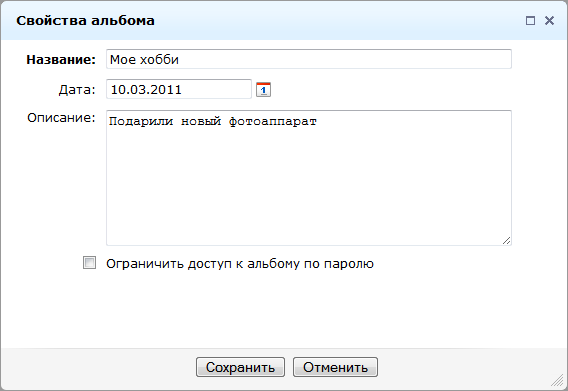 Свойства альбома
Название: Мое хобби
Дата: 10.03.2011 1
Описание: Подарили новый фотоаппарат
Ограничить доступ к альбому по паролю
Сохранить Отменить